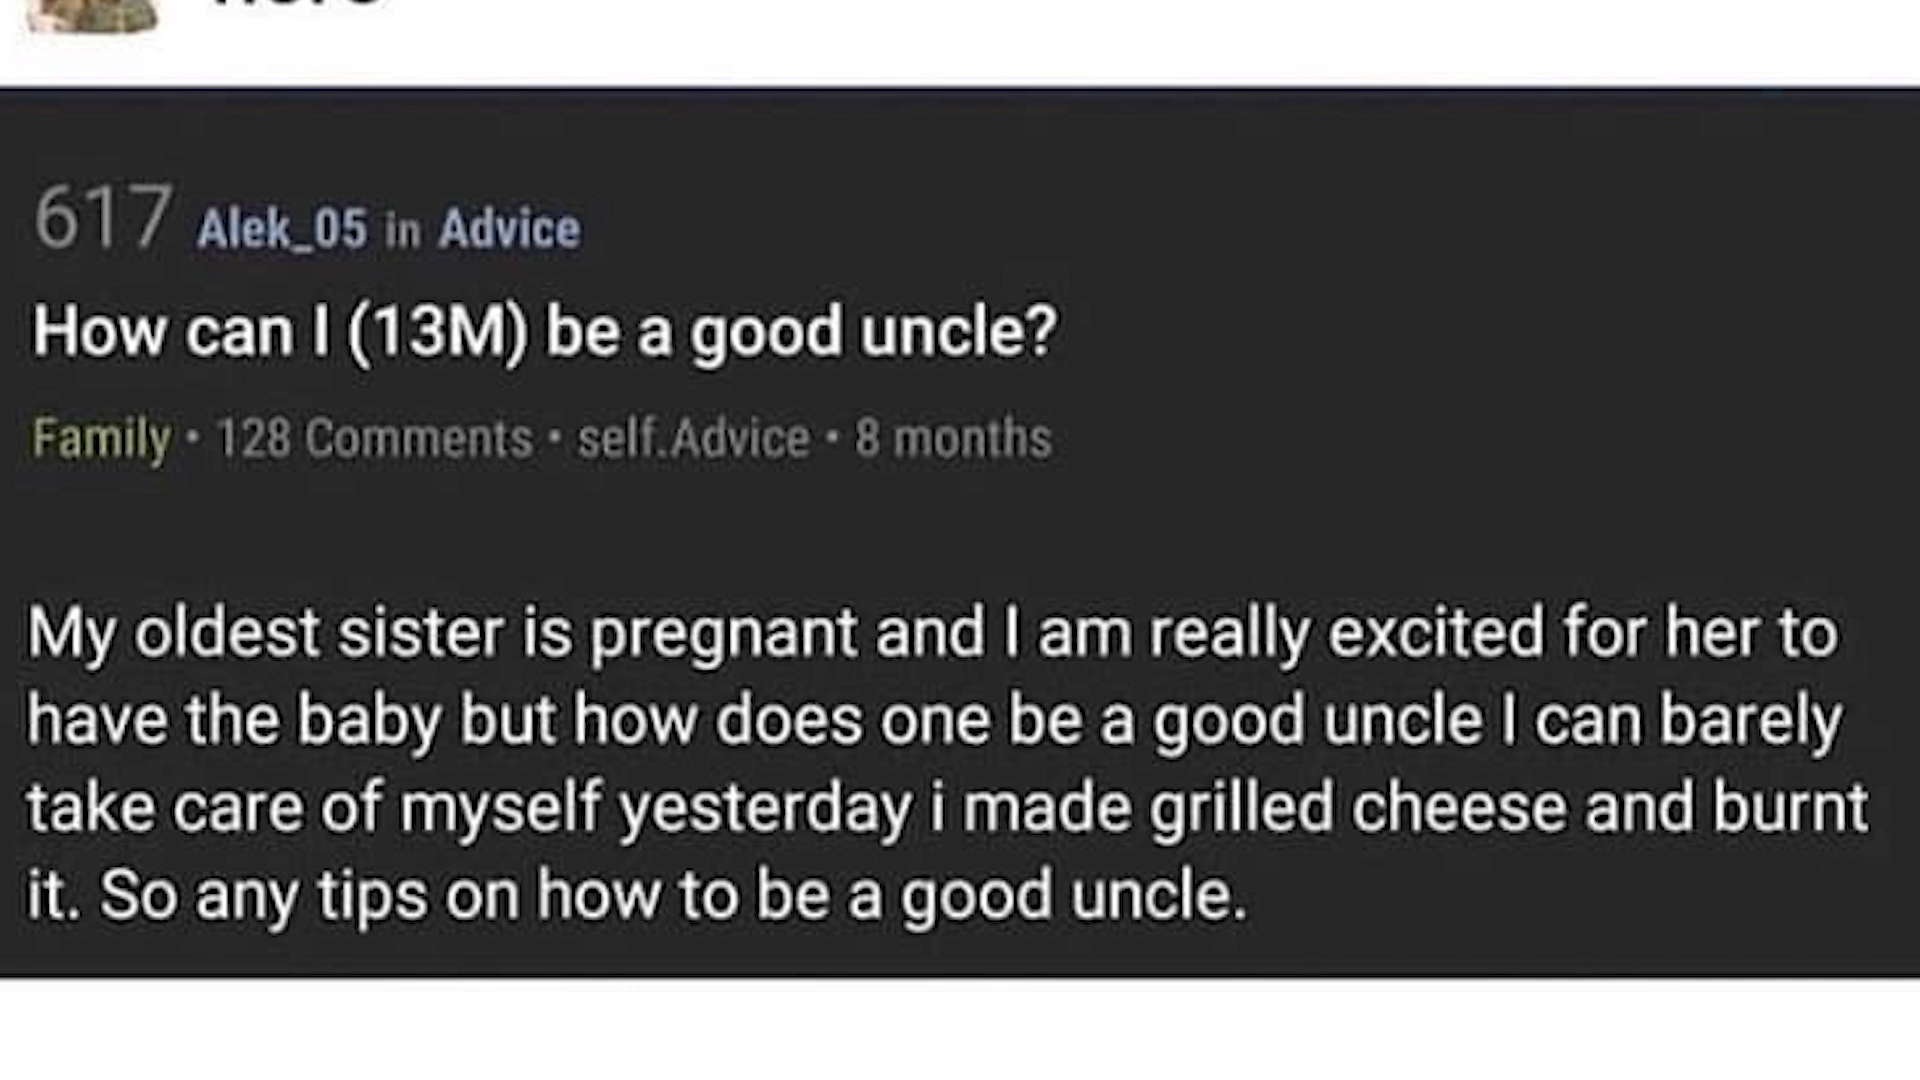 617 Alek_05 in Advice
How can I (13M) be a good uncle?
Family • 128 Comments • self.Advice • 8 months
My oldest sister is pregnant and I am really excited for her to
have the baby but how does one be a good uncle I can barely
take care of myself yesterday i made grilled cheese and burnt
it. So any tips on how to be a good uncle.